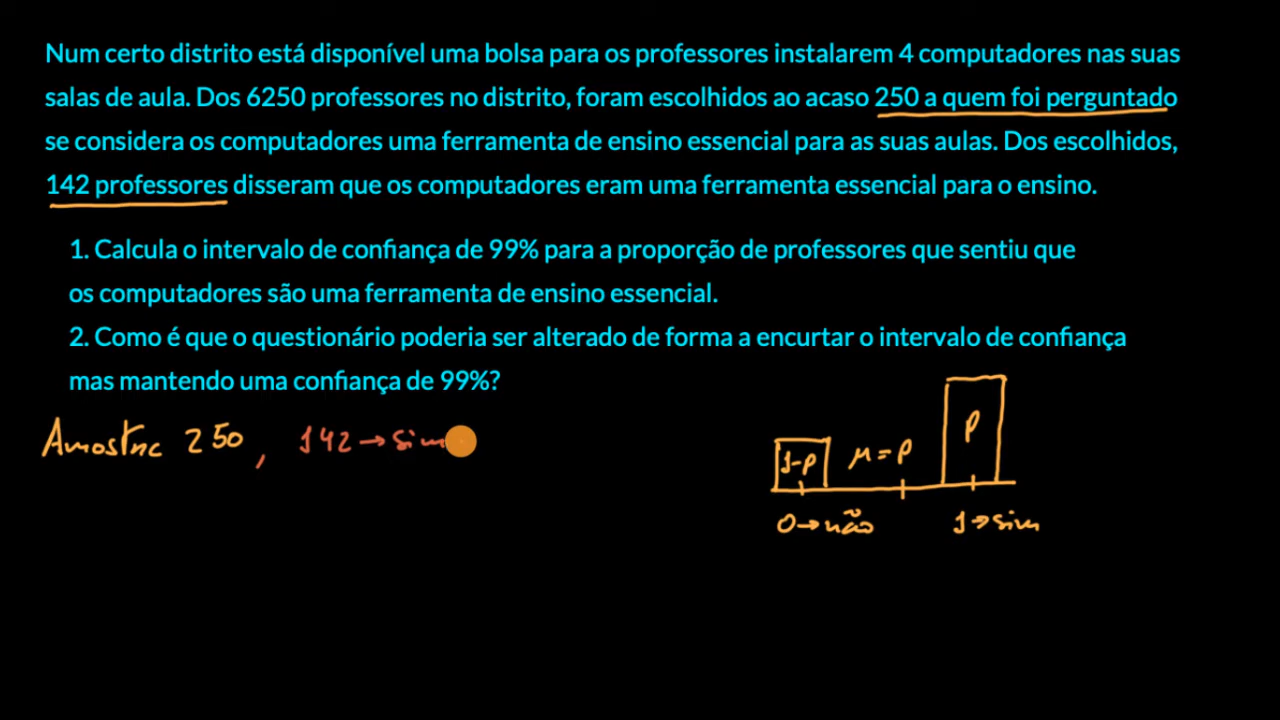 Num certo distrito está disponível uma bolsa para os professores instalarem 4 computadores nas suas
salas de aula. Dos 6250 professores no distrito, foram escolhidos ao acaso 250 a quem foi perguntado
se considera os computadores uma ferramenta de ensino essencial para as suas aulas. Dos escolhidos,
142 professores disseram que os computadores eram uma ferramenta essencial para o ensino.
1. Calcula o intervalo de confiança de 99% para a proporção de professores que sentiu que
os computadores são uma ferramenta de ensino essencial.
2. Como é que o questionário poderia ser alterado de forma a encurtar o intervalo de confiança
mas mantendo uma confiança de 99%?
Amostra 250, 142→sim
1-p μ=p p
0→não 1→sim